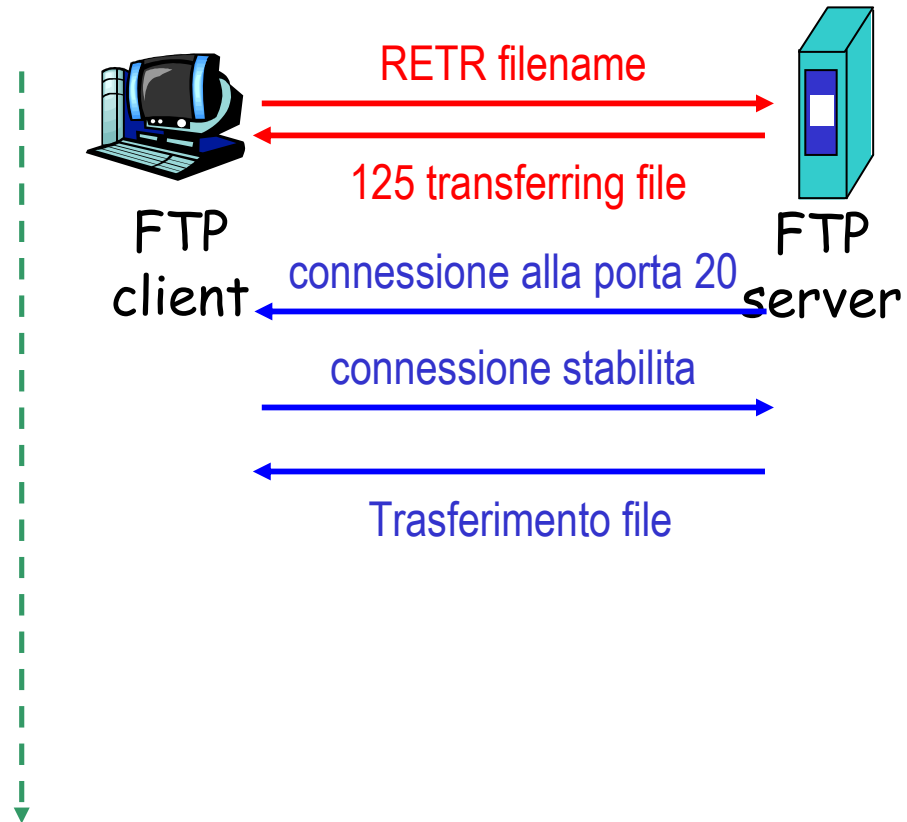 RETR filename
125 transferring file
FTP
client
FTP
server
connessione alla porta 20
connessione stabilita
Trasferimento file